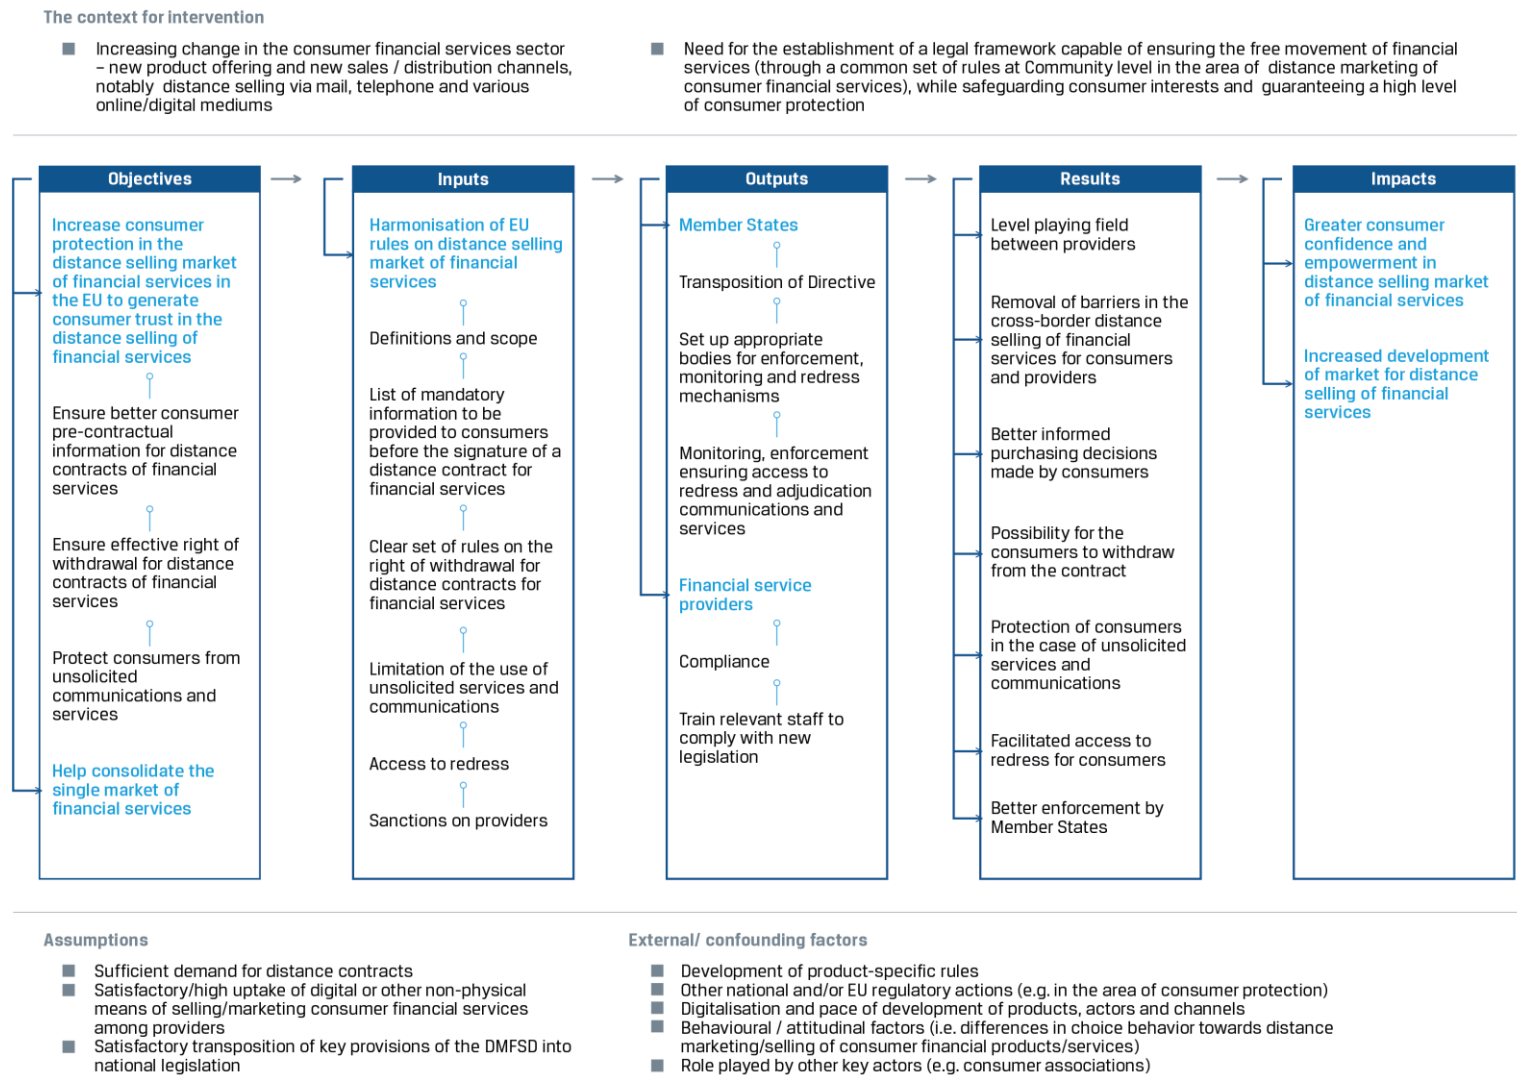 The context for intervention
Increasing change in the consumer financial services sector
– new product offering and new sales / distribution channels,
notably distance selling via mail, telephone and various
online/digital mediums
Need for the establishment of a legal framework capable of ensuring the free movement of financial
services (through a common set of rules at Community level in the area of distance marketing of
consumer financial services), while safeguarding consumer interests and guaranteeing a high level
of consumer protection
Objectives
Increase consumer
protection in the
distance selling market
of financial services in
the EU to generate
consumer trust in the
distance selling of
financial services
Ensure better consumer
pre-contractual
information for distance
contracts of financial
services
Ensure effective right of
withdrawal for distance
contracts of financial
services
Protect consumers from
unsolicited
communications and
services
Help consolidate the
single market of
financial services
Inputs
Harmonisation of EU
rules on distance selling
market of financial
services
Definitions and scope
List of mandatory
information to be
provided to consumers
before the signature of a
distance contract for
financial services
Clear set of rules on the
right of withdrawal for
distance contracts for
financial services
Limitation of the use of
unsolicited services and
communications
Access to redress
Sanctions on providers
Outputs
Member States
Transposition of Directive
Set up appropriate
bodies for enforcement,
monitoring and redress
mechanisms
Monitoring, enforcement
ensuring access to
redress and adjudication
communications and
services
Financial service
providers
Compliance
Train relevant staff to
comply with new
legislation
Results
Level playing field
between providers
Removal of barriers in the
cross-border distance
selling of financial
services for consumers
and providers
Better informed
purchasing decisions
made by consumers
Possibility for the
consumers to withdraw
from the contract
Protection of consumers
in the case of unsolicited
services and
communications
Facilitated access to
redress for consumers
Better enforcement by
Member States
Impacts
Greater consumer
confidence and
empowerment in
distance selling market
of financial services
Increased development
of market for distance
selling of financial
services
Assumptions
Sufficient demand for distance contracts
Satisfactory/high uptake of digital or other non-physical
means of selling/marketing consumer financial services
among providers
Satisfactory transposition of key provisions of the DMFSD into
national legislation
External/ confounding factors
Development of product-specific rules
Other national and/or EU regulatory actions (e.g. in the area of consumer protection)
Digitalisation and pace of development of products, actors and channels
Behavioural / attitudinal factors (i.e. differences in choice behavior towards distance
marketing/selling of consumer financial products/services)
Role played by other key actors (e.g. consumer associations)